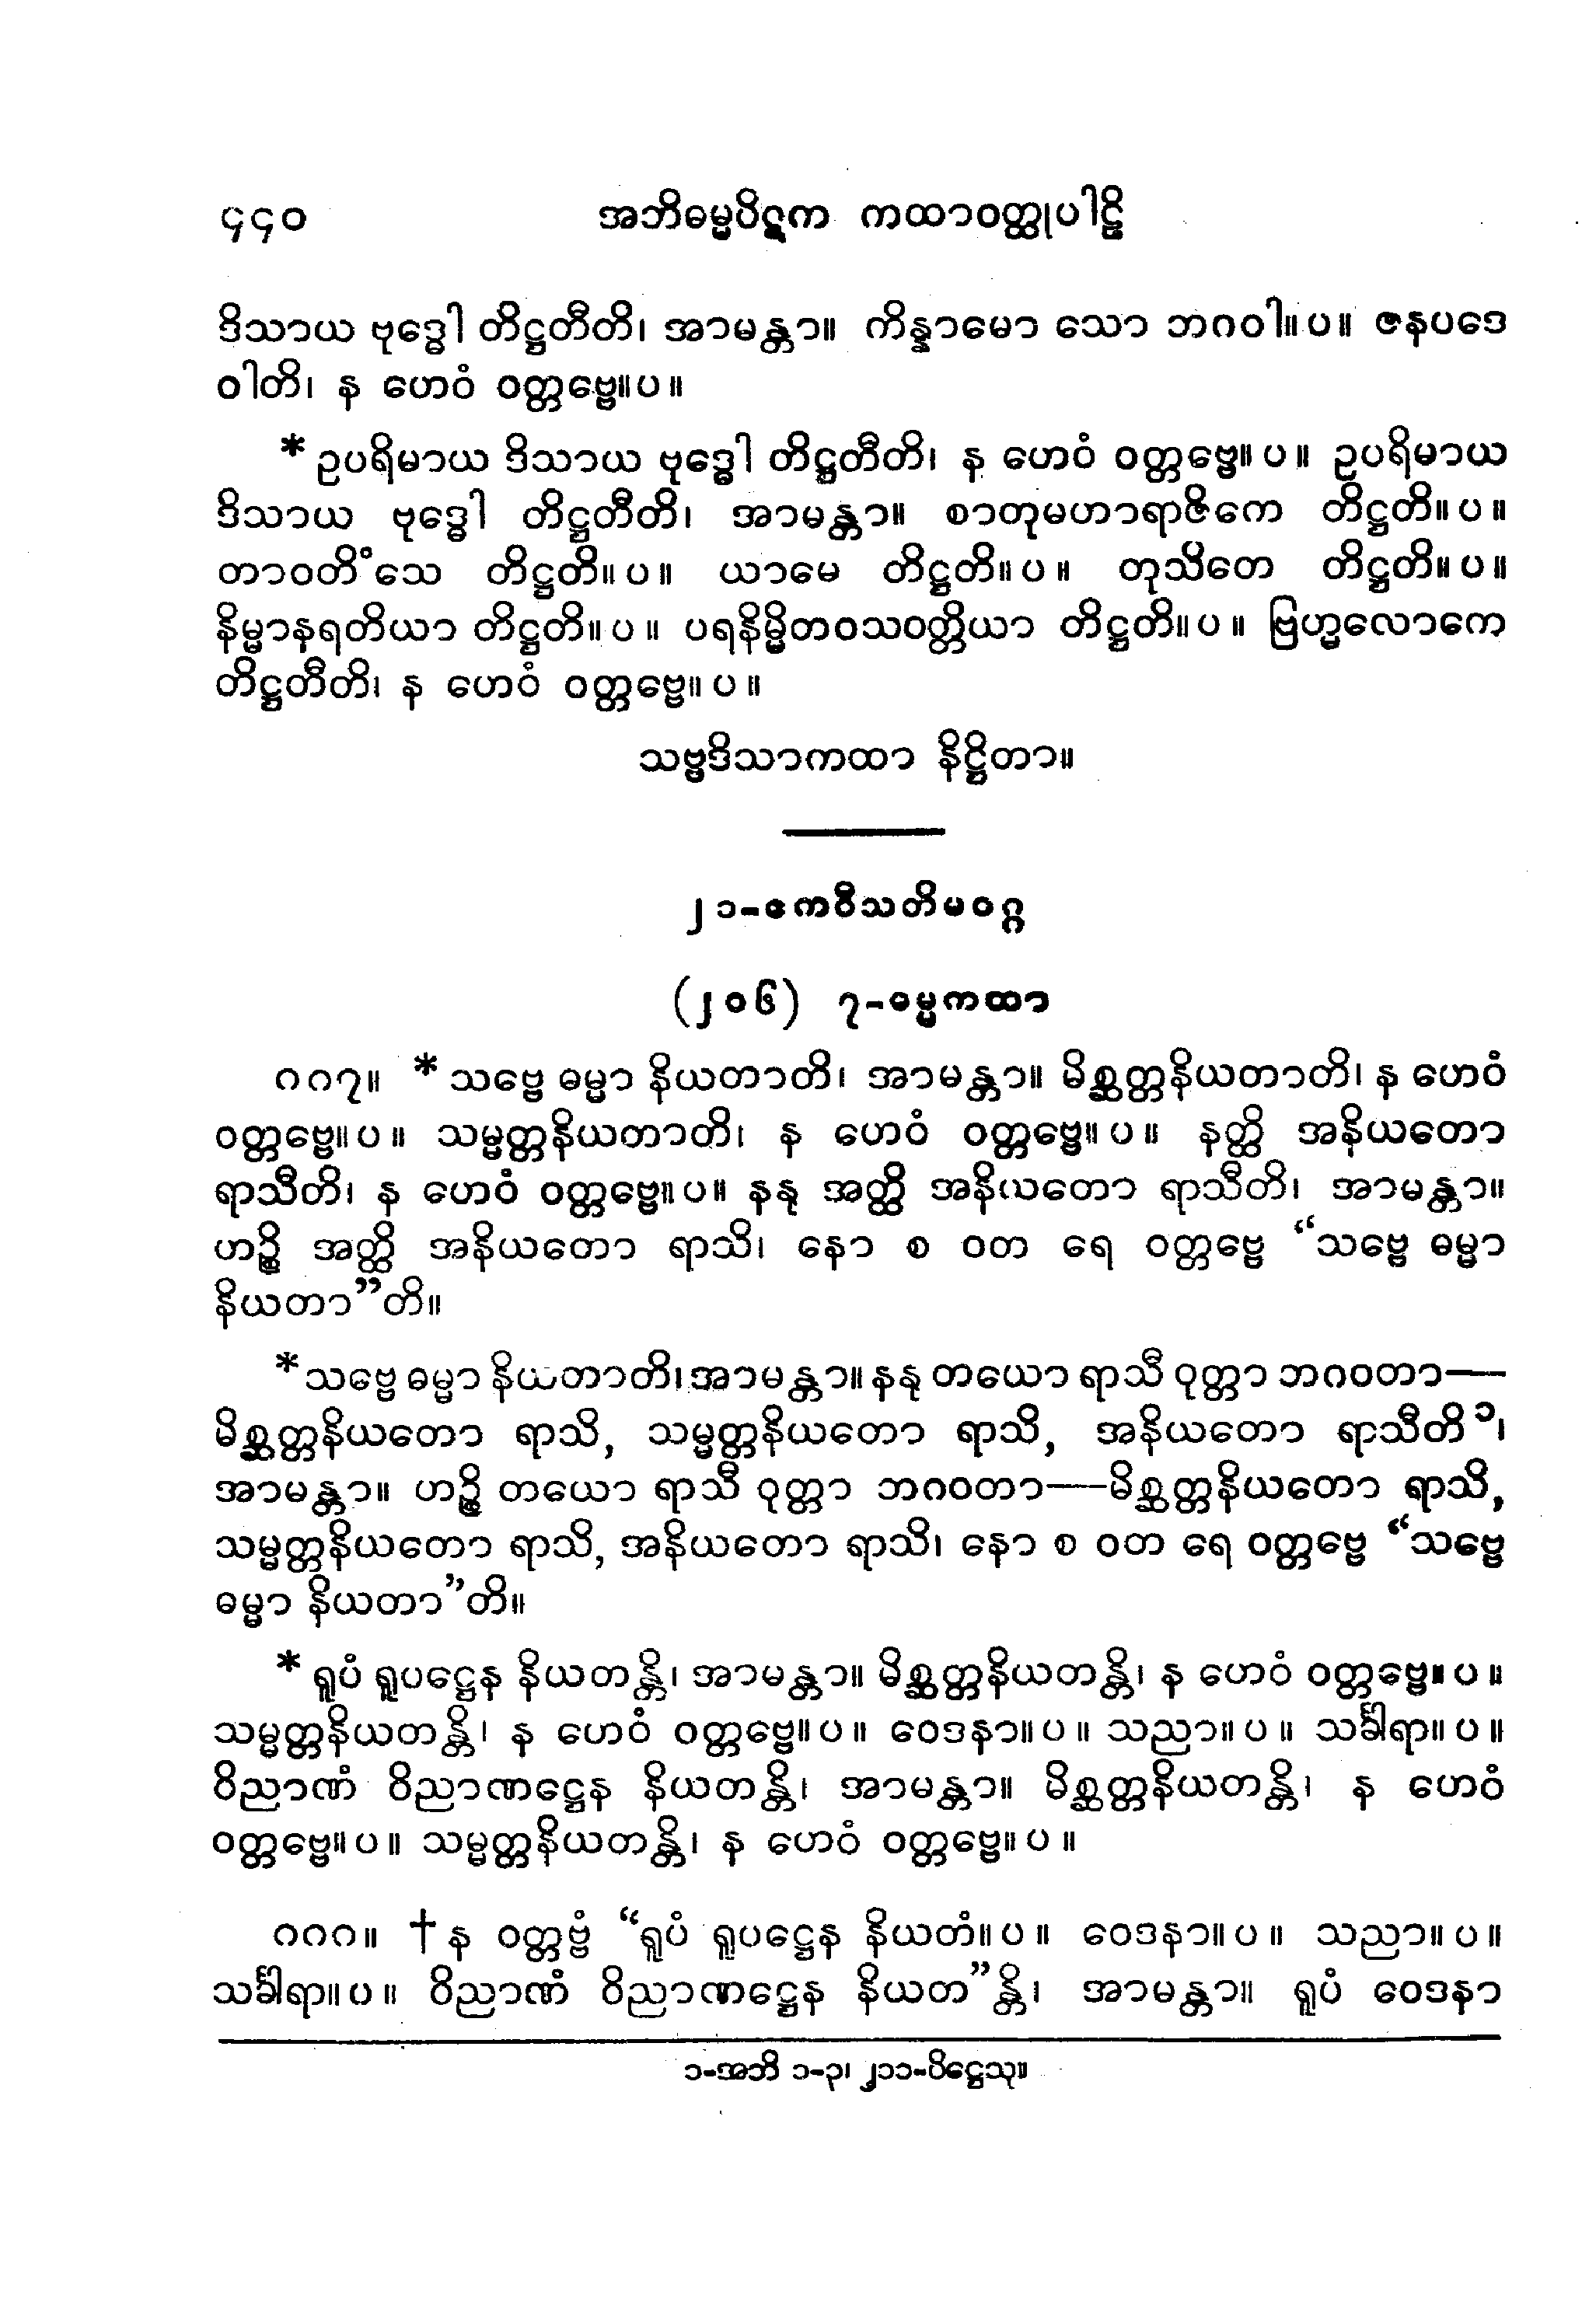 ၄၄၀ အဘိဓမ္မပိဋက ကထာဝတ္ထုပါဠိ
ဒိသာယ ဗုဒ္ဓေါ တိဋ္ဌတီတိ၊ အာမန္တာ။ ကိန္နာမော သော ဘဂဝါ။ပ။ ဇနပဒေ
ဝါတိ၊ န ဟေဝံ ဝတ္တဗ္ဗေ။ပ။
* ဥပရိမာယ ဒိသာယ ဗုဒ္ဓေါ တိဋ္ဌတီတိ၊ န ဟေဝံ ဝတ္တဗ္ဗေ။ ပ။ ဥပရိမာယ
ဒိသာယ ဗုဒ္ဓေါ တိဋ္ဌတီတိ၊ အာမန္တာ။ စာတုမဟာရာဇိကေ တိဋ္ဌတိ။ပ။
တာဝတိံသေ တိဋ္ဌတိ။ပ။ ယာမေ တိဋ္ဌတိ။ပ။ တုသိတေ တိဋ္ဌတိ။ပ။
နိမ္မာနရတိယာ တိဋ္ဌတိ။ပ။ ပရနိမ္မိတဝသဝတ္တိယာ တိဋ္ဌတိ။ပ။ ဗြဟ္မလောကေ
တိဋ္ဌတီတိ၊ န ဟေဝံ ဝတ္တဗ္ဗေ။ပ။
သဗ္ဗဒိသာကထာ နိဋ္ဌိတာ။
၂၁-ဧကဝီသတိမဝဂ္ဂ
(၂၀၆) ၇-ဓမ္မကထာ
၈၈၇။ * သဗ္ဗေ ဓမ္မာ နိယတာတိ၊ အာမန္တာ။ မိစ္ဆတ္တနိယတာတိ၊ န ဟေဝံ
ဝတ္တဗ္ဗေ။ပ။ သမ္မတ္တနိယတာတိ၊ န ဟေဝံ ဝတ္တဗ္ဗေ။ပ။ နတ္ထိ အနိယတော
ရာသီတိ၊ န ဟေဝံ ဝတ္တဗ္ဗေ။ပ။ နနု အတ္ထိ အနိယတော ရာသီတိ၊ အာမန္တာ။
ဟဉ္စိ အတ္ထိ အနိယတော ရာသိ၊ နော စ ဝတ ရေ ဝတ္တဗ္ဗေ “သဗ္ဗေ ဓမ္မာ
နိယတာ”တိ။
* သဗ္ဗေ ဓမ္မာ နိယတာတိ၊ အာမန္တာ။ နနု တယော ရာသီ ဝုတ္တာ ဘဂဝတာ—
မိစ္ဆတ္တနိယတော ရာသိ, သမ္မတ္တနိယတော ရာသိ, အနိယတော ရာသီတိ ၁၊
အာမန္တာ။ ဟဉ္စိ တယော ရာသီ ဝုတ္တာ ဘဂဝတာ—မိစ္ဆတ္တနိယတော ရာသိ,
သမ္မတ္တနိယတော ရာသိ, အနိယတော ရာသိ၊ နော စ ဝတ ရေ ဝတ္တဗ္ဗေ “သဗ္ဗေ
ဓမ္မာ နိယတာ”တိ။
* ရူပံ ရူပဋ္ဌေန နိယတန္တိ၊ အာမန္တာ။ မိစ္ဆတ္တနိယတန္တိ၊ န ဟေဝံ ဝတ္တဗ္ဗေ။ပ။
သမ္မတ္တနိယတန္တိ၊ န ဟေဝံ ဝတ္တဗ္ဗေ။ပ။ ဝေဒနာ။ပ။ သညာ။ပ။ သင်္ခါရာ။ပ။
ဝိညာဏံ ဝိညာဏဋ္ဌေန နိယတန္တိ၊ အာမန္တာ။ မိစ္ဆတ္တနိယတန္တိ၊ န ဟေဝံ
ဝတ္တဗ္ဗေ။ပ။ သမ္မတ္တနိယတန္တိ၊ န ဟေဝံ ဝတ္တဗ္ဗေ။ပ။
၈၈၈။ † န ဝတ္တဗ္ဗံ “ရူပံ ရူပဋ္ဌေန နိယတံ။ပ။ ဝေဒနာ။ပ။ သညာ။ပ။
သင်္ခါရာ။ပ။ ဝိညာဏံ ဝိညာဏဋ္ဌေန နိယတ”န္တိ၊ အာမန္တာ။ ရူပံ ဝေဒနာ
၁-အဘိ ၁-၃၊ ၂၁၁-ပိဋ္ဌေသု။